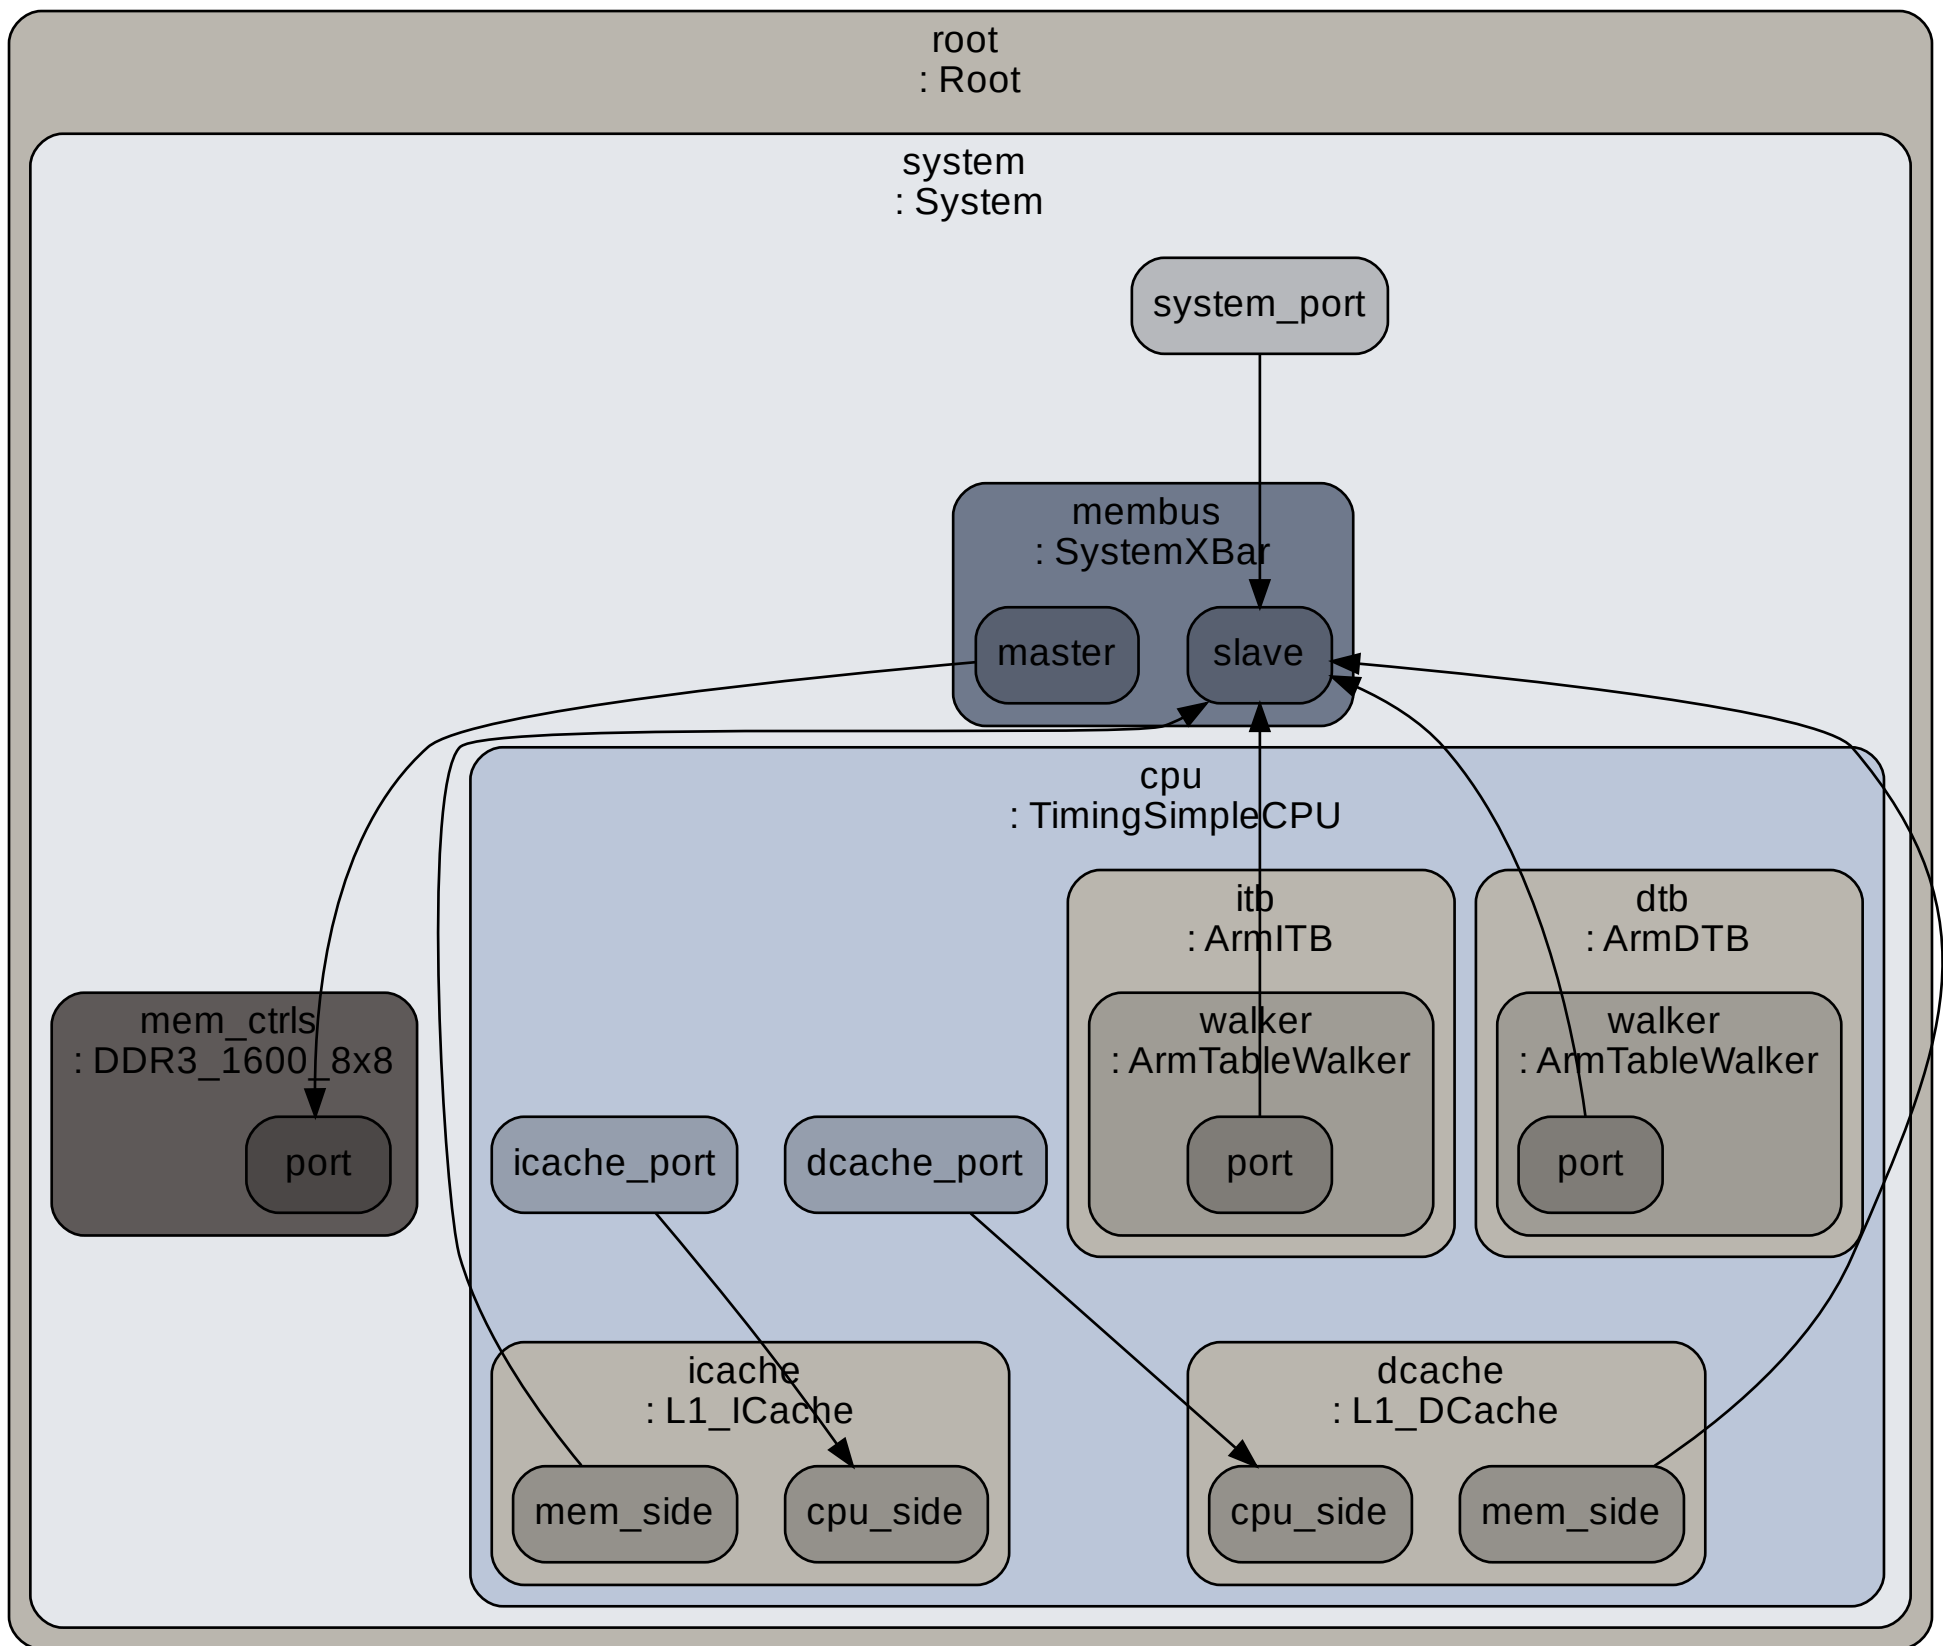 root
: Root
system
: System
system_port
membus
: SystemXBar
master
slave
cpu
: TimingSimpleCPU
itb
: ArmITB
dtb
: ArmDTB
mem_ctrls
: DDR3_1600_8x8
port
walker
: ArmTableWalker
port
walker
: ArmTableWalker
port
icache_port
dcache_port
icache
: L1_ICache
mem_side
cpu_side
dcache
: L1_DCache
cpu_side
mem_side